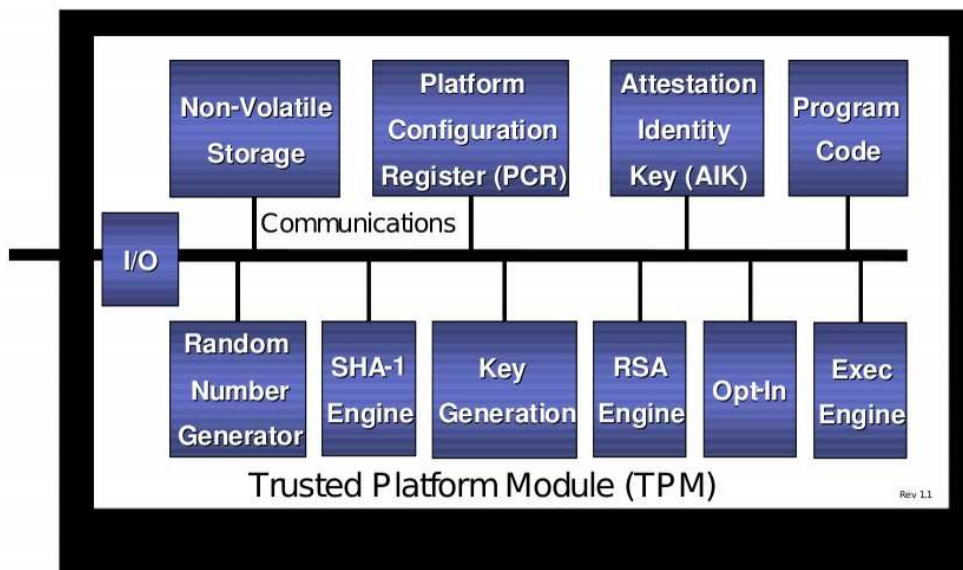 Non-Volatile
Storage
Platform
Configuration
Register (PCR)
Attestation
Identity
Key (AIK)
Program
Code
Communications
I/O
Random
Number
Generator
SHA-1
Engine
Key
Generation
RSA
Engine
Opt-In
Exec
Engine
Trusted Platform Module (TPM)
Rev 1.1